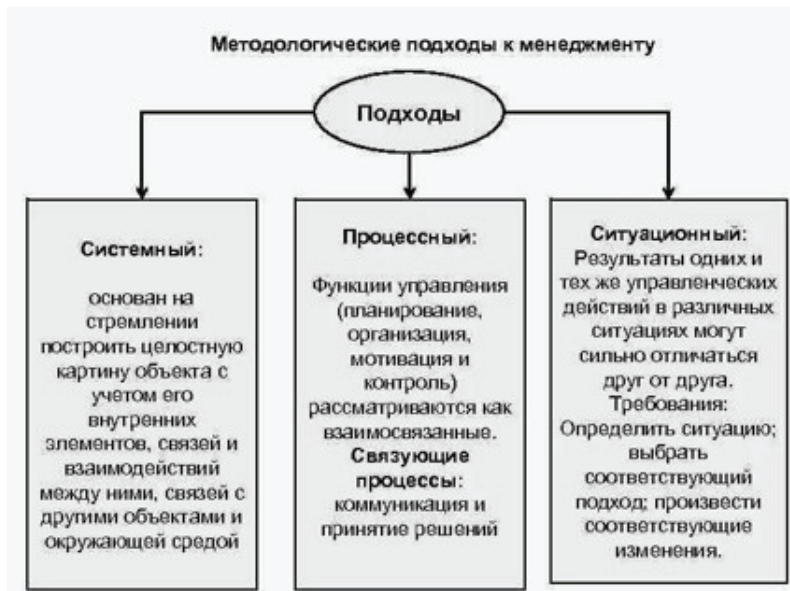 Методологические подходы к менеджменту
Подходы
Системный:
основан на
стремлении
построить целостную
картину объекта с
учетом его
внутренних
элементов, связей и
взаимодействий
между ними, связей с
другими объектами и
окружающей средой
Процессный:
Функции управления
(планирование,
организация,
мотивация и
контроль)
рассматриваются как
взаимосвязанные.
Связующие
процессы:
коммуникация и
принятие решений
Ситуационный:
Результаты одних и
тех же управленческих
действий в различных
ситуациях могут
сильно отличаться
друг от друга.
Требования:
Определить ситуацию;
выбрать
соответствующий
подход; произвести
соответствующие
изменения.